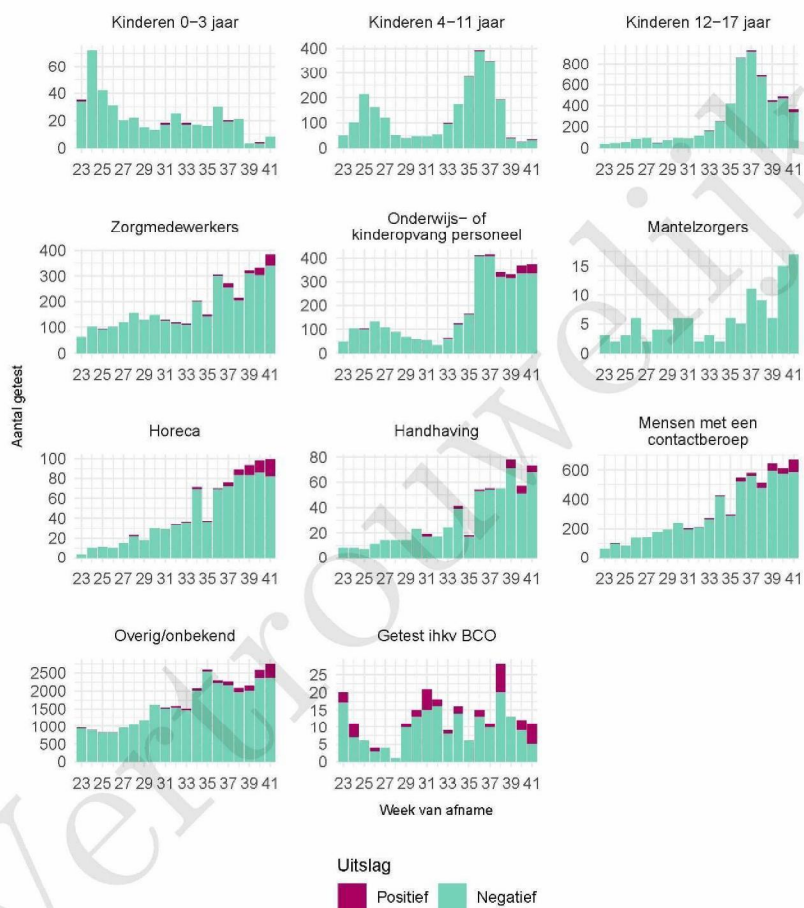 Kinderen 0–3 jaar
Kinderen 4–11 jaar
Kinderen 12–17 jaar
60
40
20
0
23 25 27 29 31 33 35 37 39 41
400
300
200
100
0
23 25 27 29 31 33 35 37 39 41
800
600
400
200
0
23 25 27 29 31 33 35 37 39 41
Zorgmedewerkers
Onderwijs– of
kinderopvang personeel
Mantelzorgers
400
300
200
100
0
23 25 27 29 31 33 35 37 39 41
400
300
200
100
0
23 25 27 29 31 33 35 37 39 41
15
10
5
0
23 25 27 29 31 33 35 37 39 41
Aantal getest
Horeca
Handhaving
Mensen met een
contactberoep
100
80
60
40
20
0
23 25 27 29 31 33 35 37 39 41
80
60
40
20
0
23 25 27 29 31 33 35 37 39 41
600
400
200
0
23 25 27 29 31 33 35 37 39 41
Overig/onbekend
Getest ihkv BCO
2500
2000
1500
1000
500
0
23 25 27 29 31 33 35 37 39 41
25
20
15
10
5
0
23 25 27 29 31 33 35 37 39 41
Week van afname
Uitslag
Positief
Negatief
Vertrouwelijk